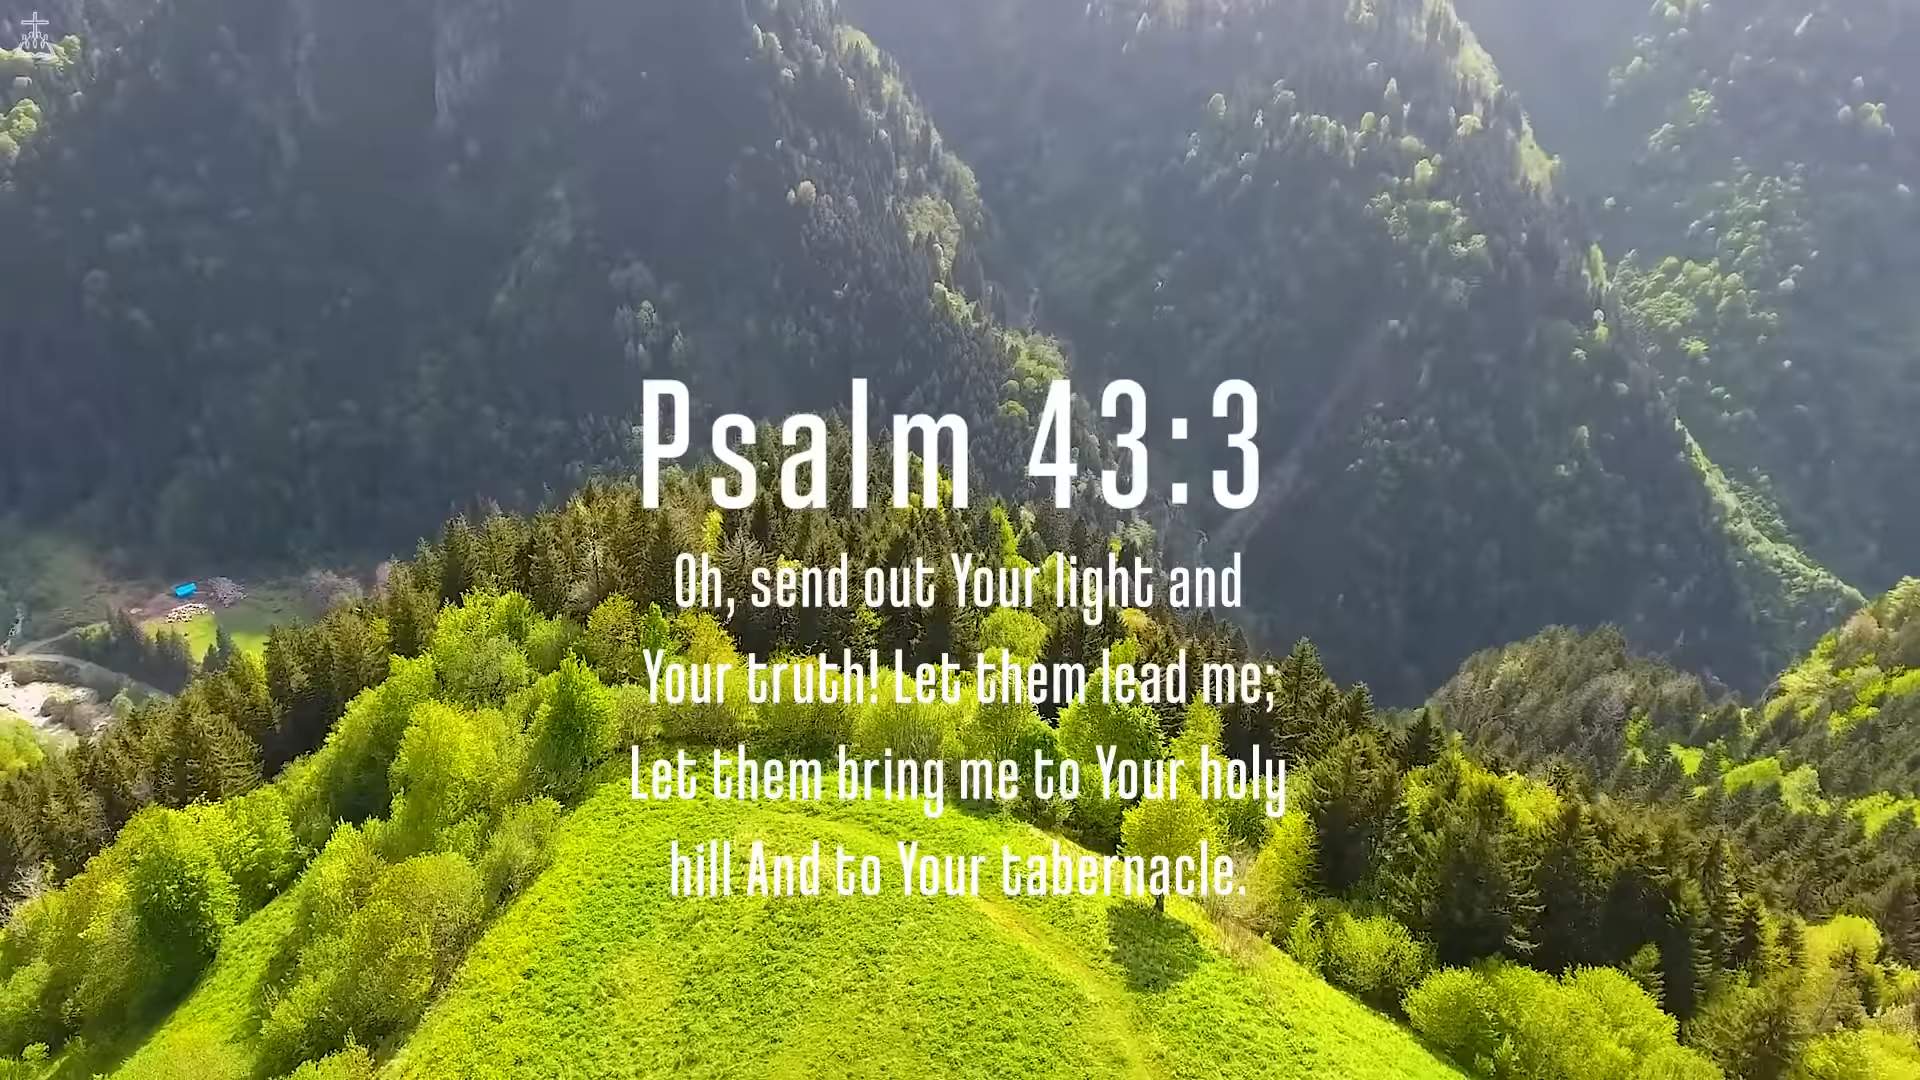 Psalm 43:3
Oh, send out Your light and
Your truth! Let them lead me;
Let them bring me to Your holy
hill And to Your tabernacle.